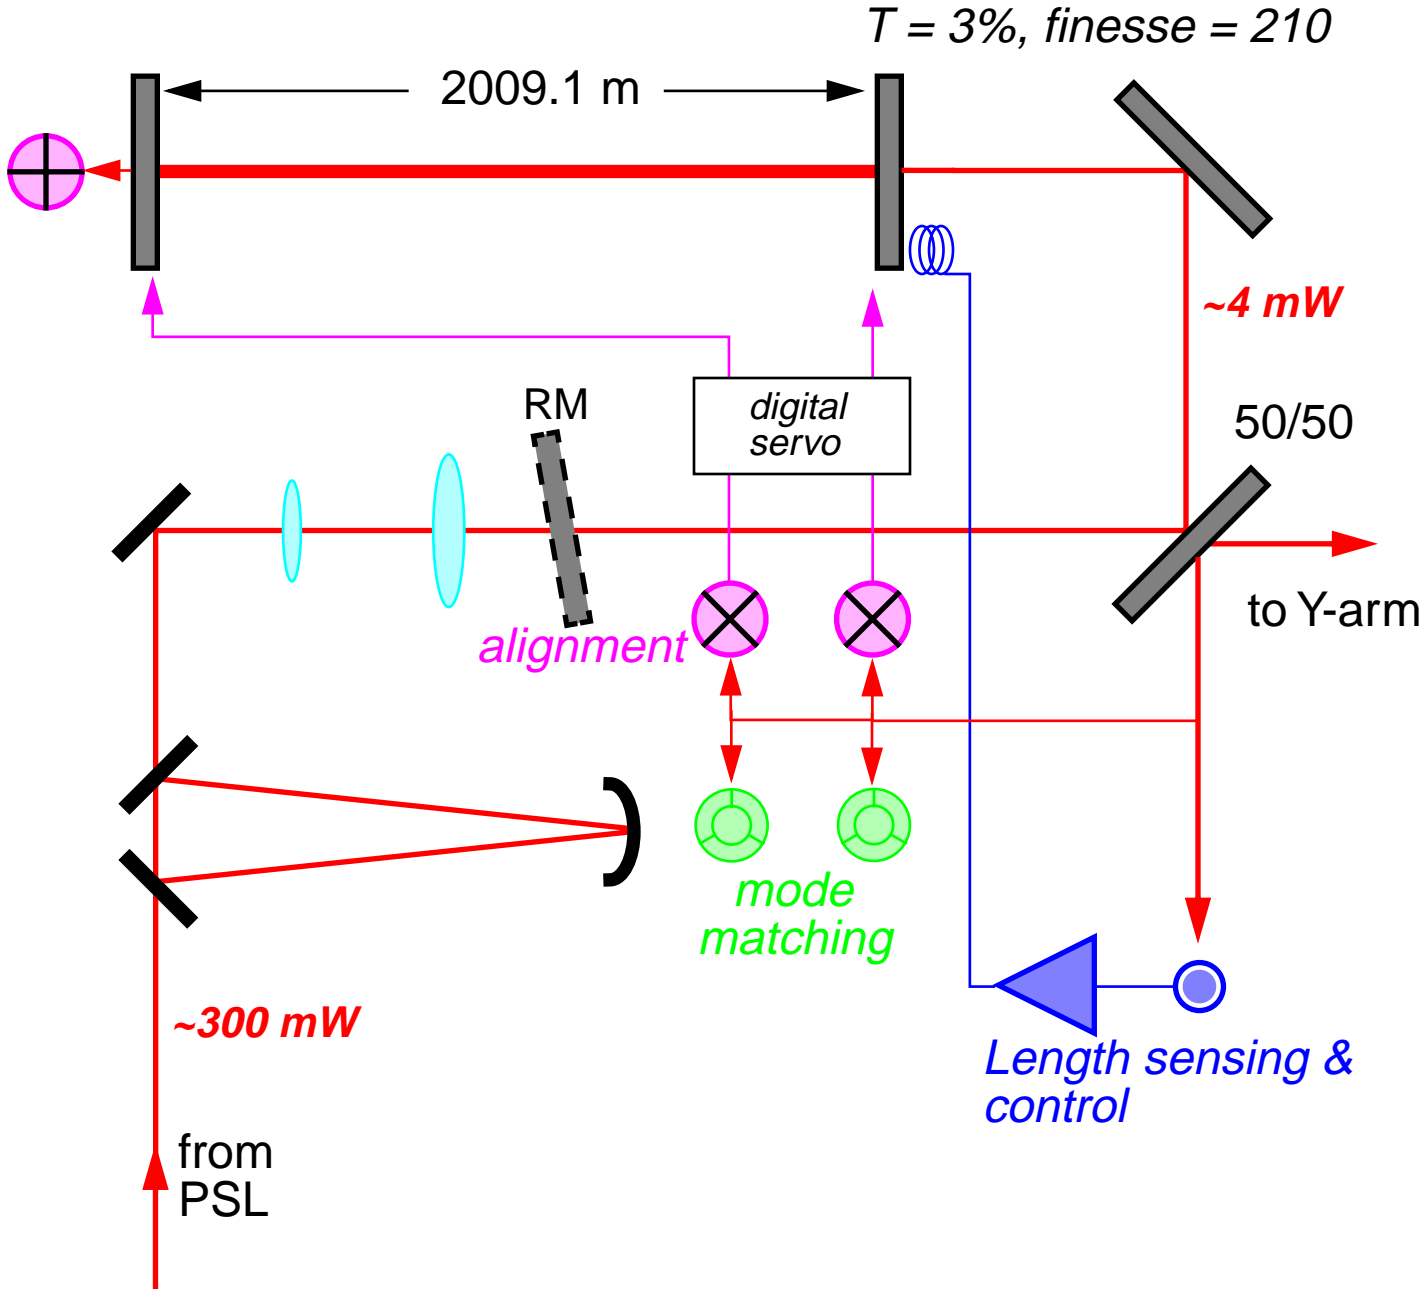 T = 3%, finesse = 210
2009.1 m
~4 mW
RM
digital
servo
50/50
to Y-arm
alignment
mode
matching
~300 mW
Length sensing &
control
from
PSL